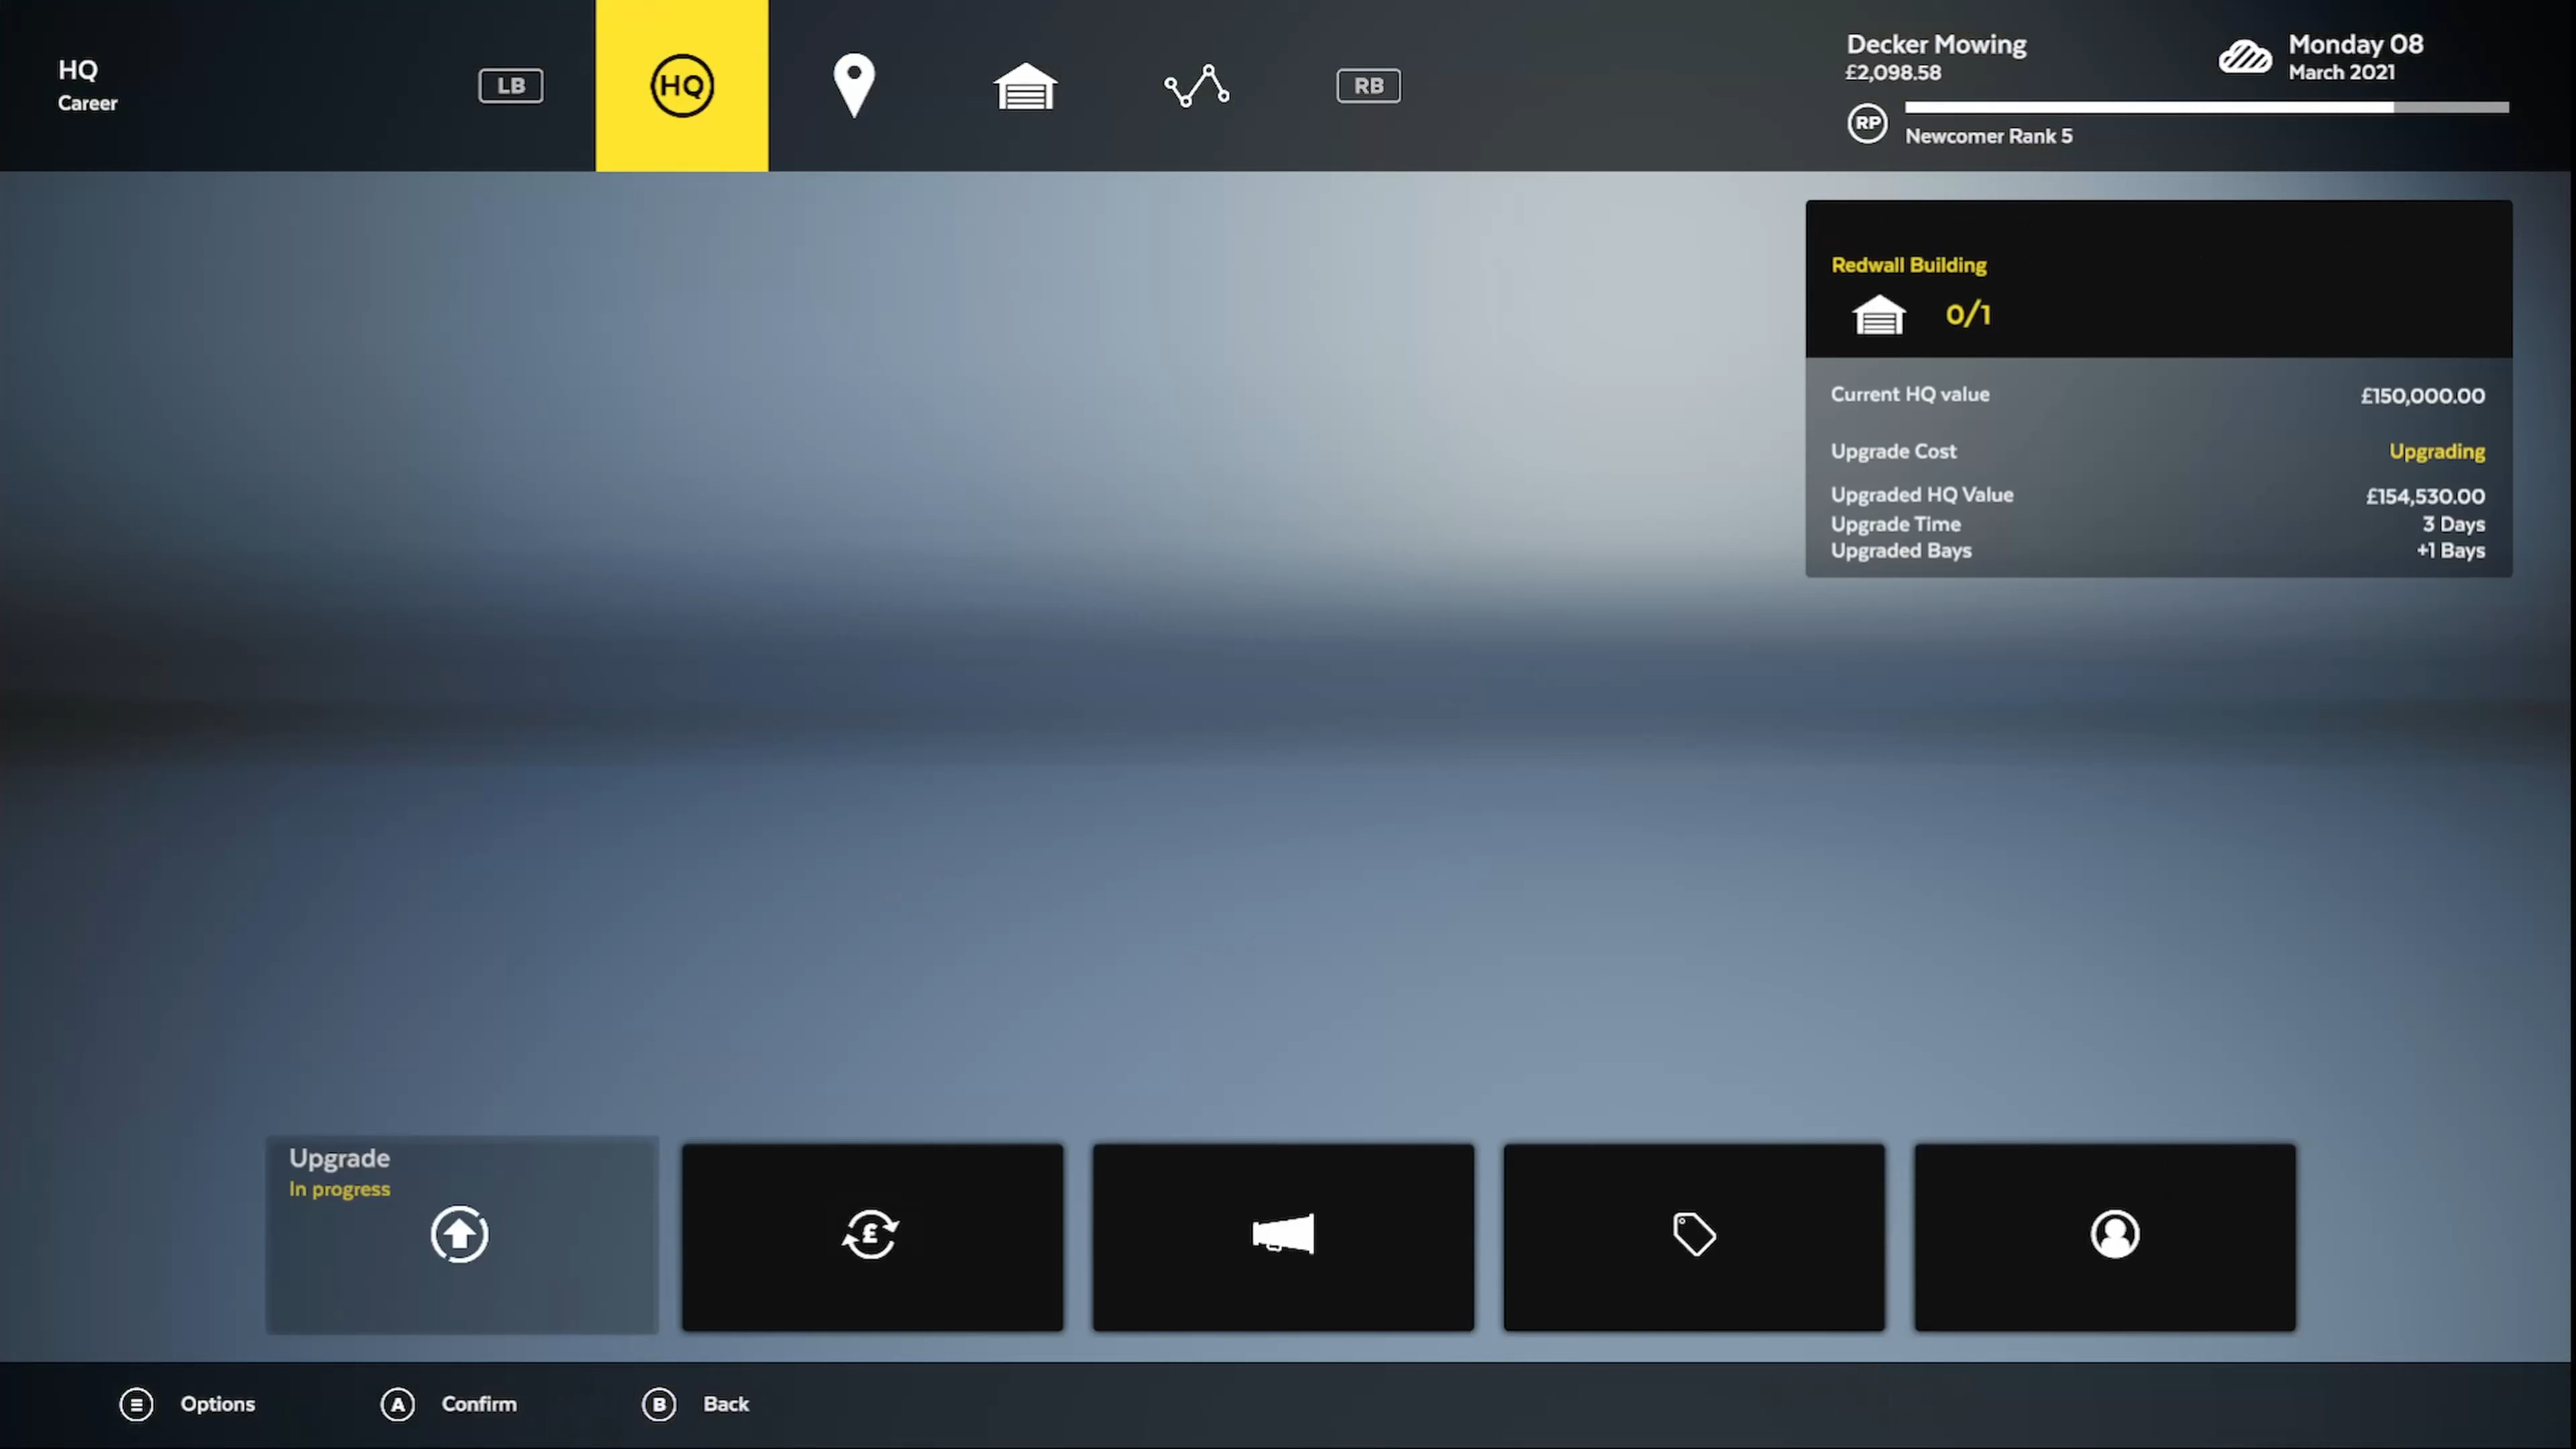 HQ
Career
LB
HQ
RB
Decker Mowing
£2,098.58
Monday 08
March 2021
RP
Newcomer Rank 5
Redwall Building
0/1
Current HQ value
£150,000.00
Upgrade Cost
Upgrading
Upgraded HQ Value
£154,530.00
Upgrade Time
3 Days
Upgraded Bays
+1 Bays
Upgrade
In progress
£
Options
A
Confirm
B
Back